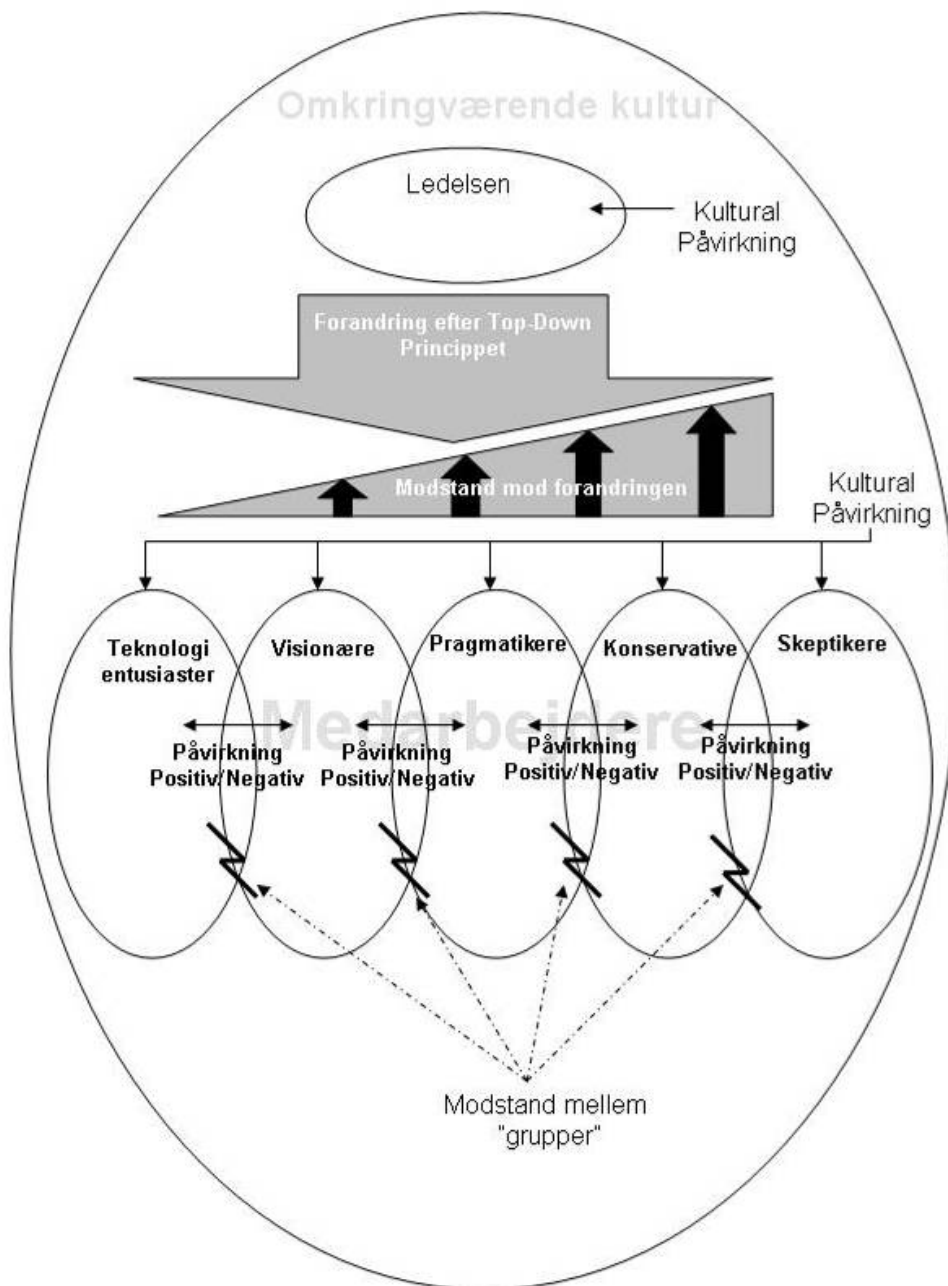 Omkringværende kultur
Ledelsen
Kultural
Påvirkning
Forandring efter Top-Down
Princippet
Modstand mod forandringen
Kultural
Påvirkning
Teknologi
entusiaster
Visionære
Pragmatikere
Konservative
Skeptikere
Medarbejdere
Påvirkning
Positiv/Negativ
Påvirkning
Positiv/Negativ
Påvirkning
Positiv/Negativ
Påvirkning
Positiv/Negativ
Modstand mellem
"grupper"